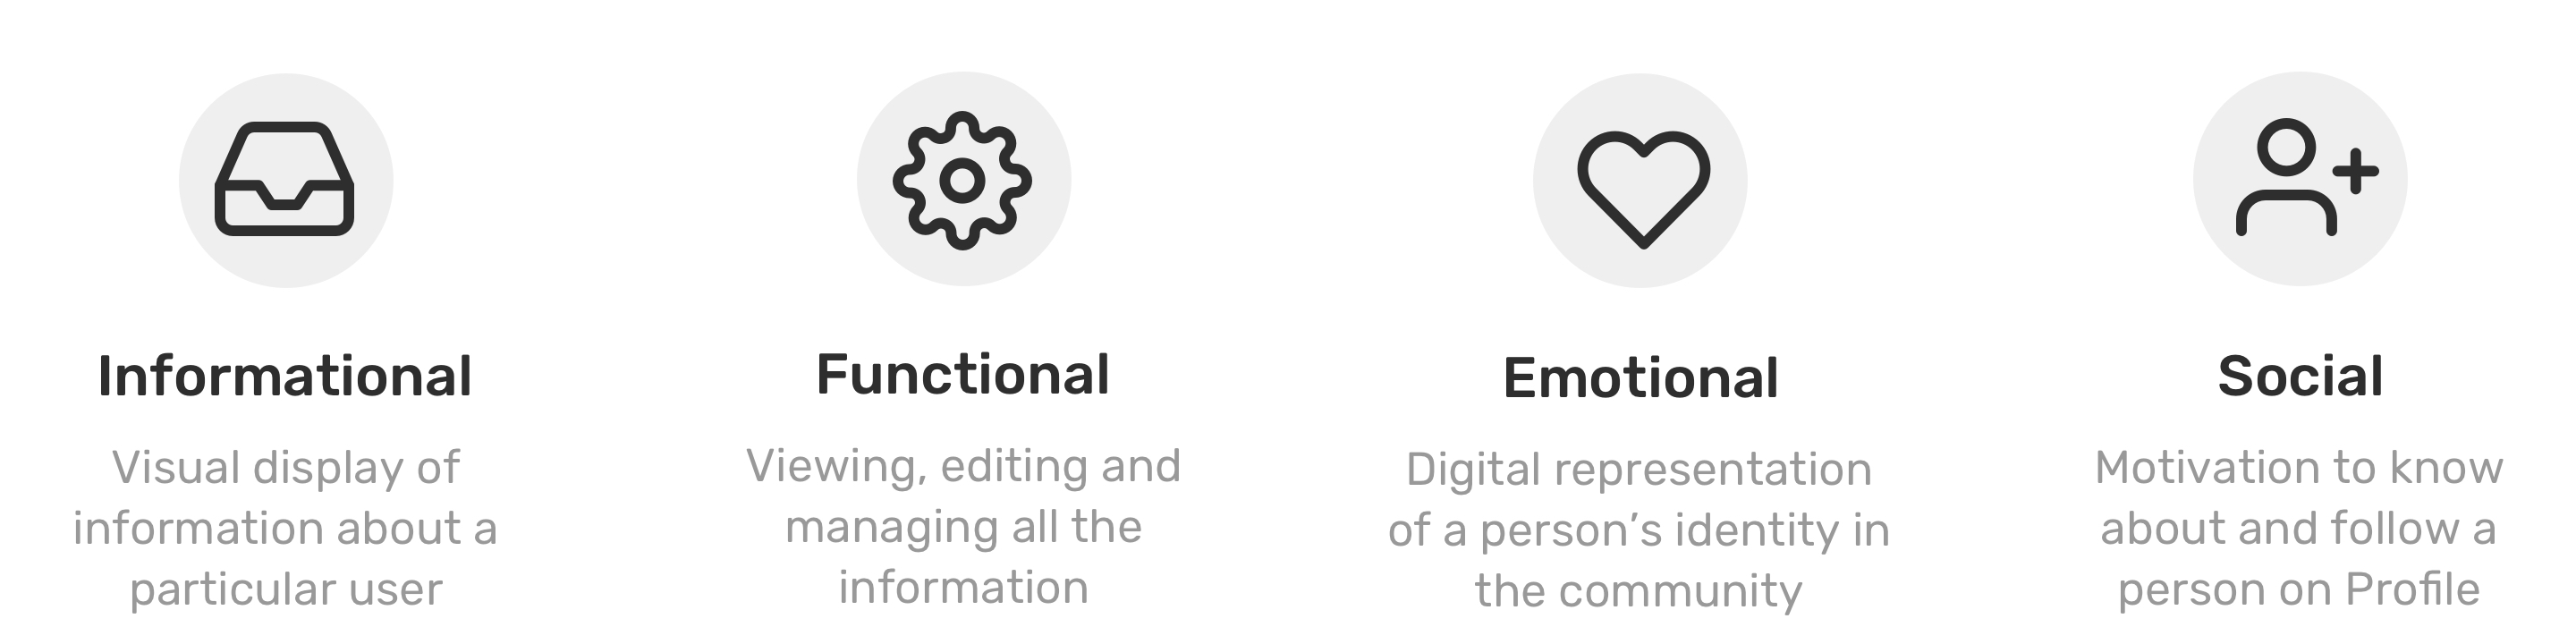 Informational
Visual display of
information about a
particular user
Functional
Viewing, editing and
managing all the
information
Emotional
Digital representation
of a person’s identity in
the community
Social
Motivation to know
about and follow a
person on Profile